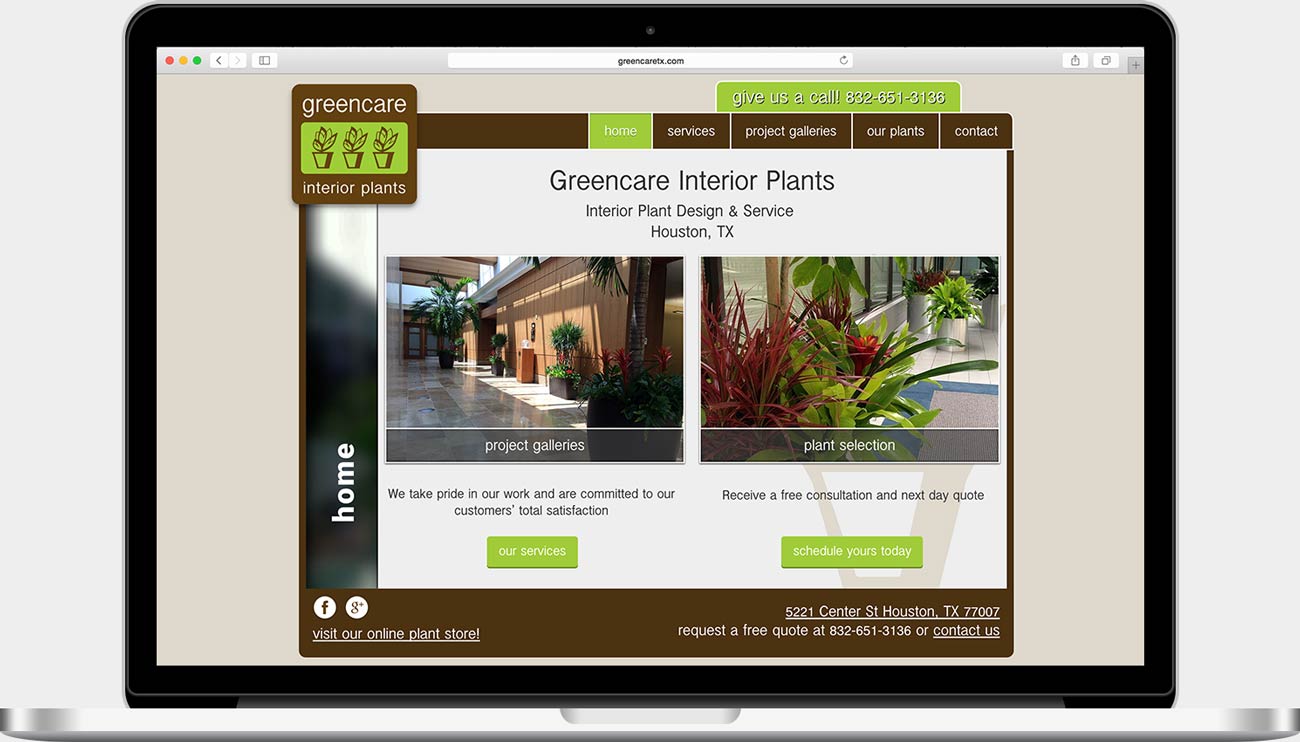 greencaretx.com
give us a call! 832-651-3136
greencare
interior plants
home
services
project galleries
our plants
contact
Greencare Interior Plants
Interior Plant Design & Service
Houston, TX
project galleries
plant selection
home
We take pride in our work and are committed to our
customers' total satisfaction
Receive a free consultation and next day quote
our services
schedule yours today
f
g+
visit our online plant store!
5221 Center St Houston, TX 77007
request a free quote at 832-651-3136 or contact us